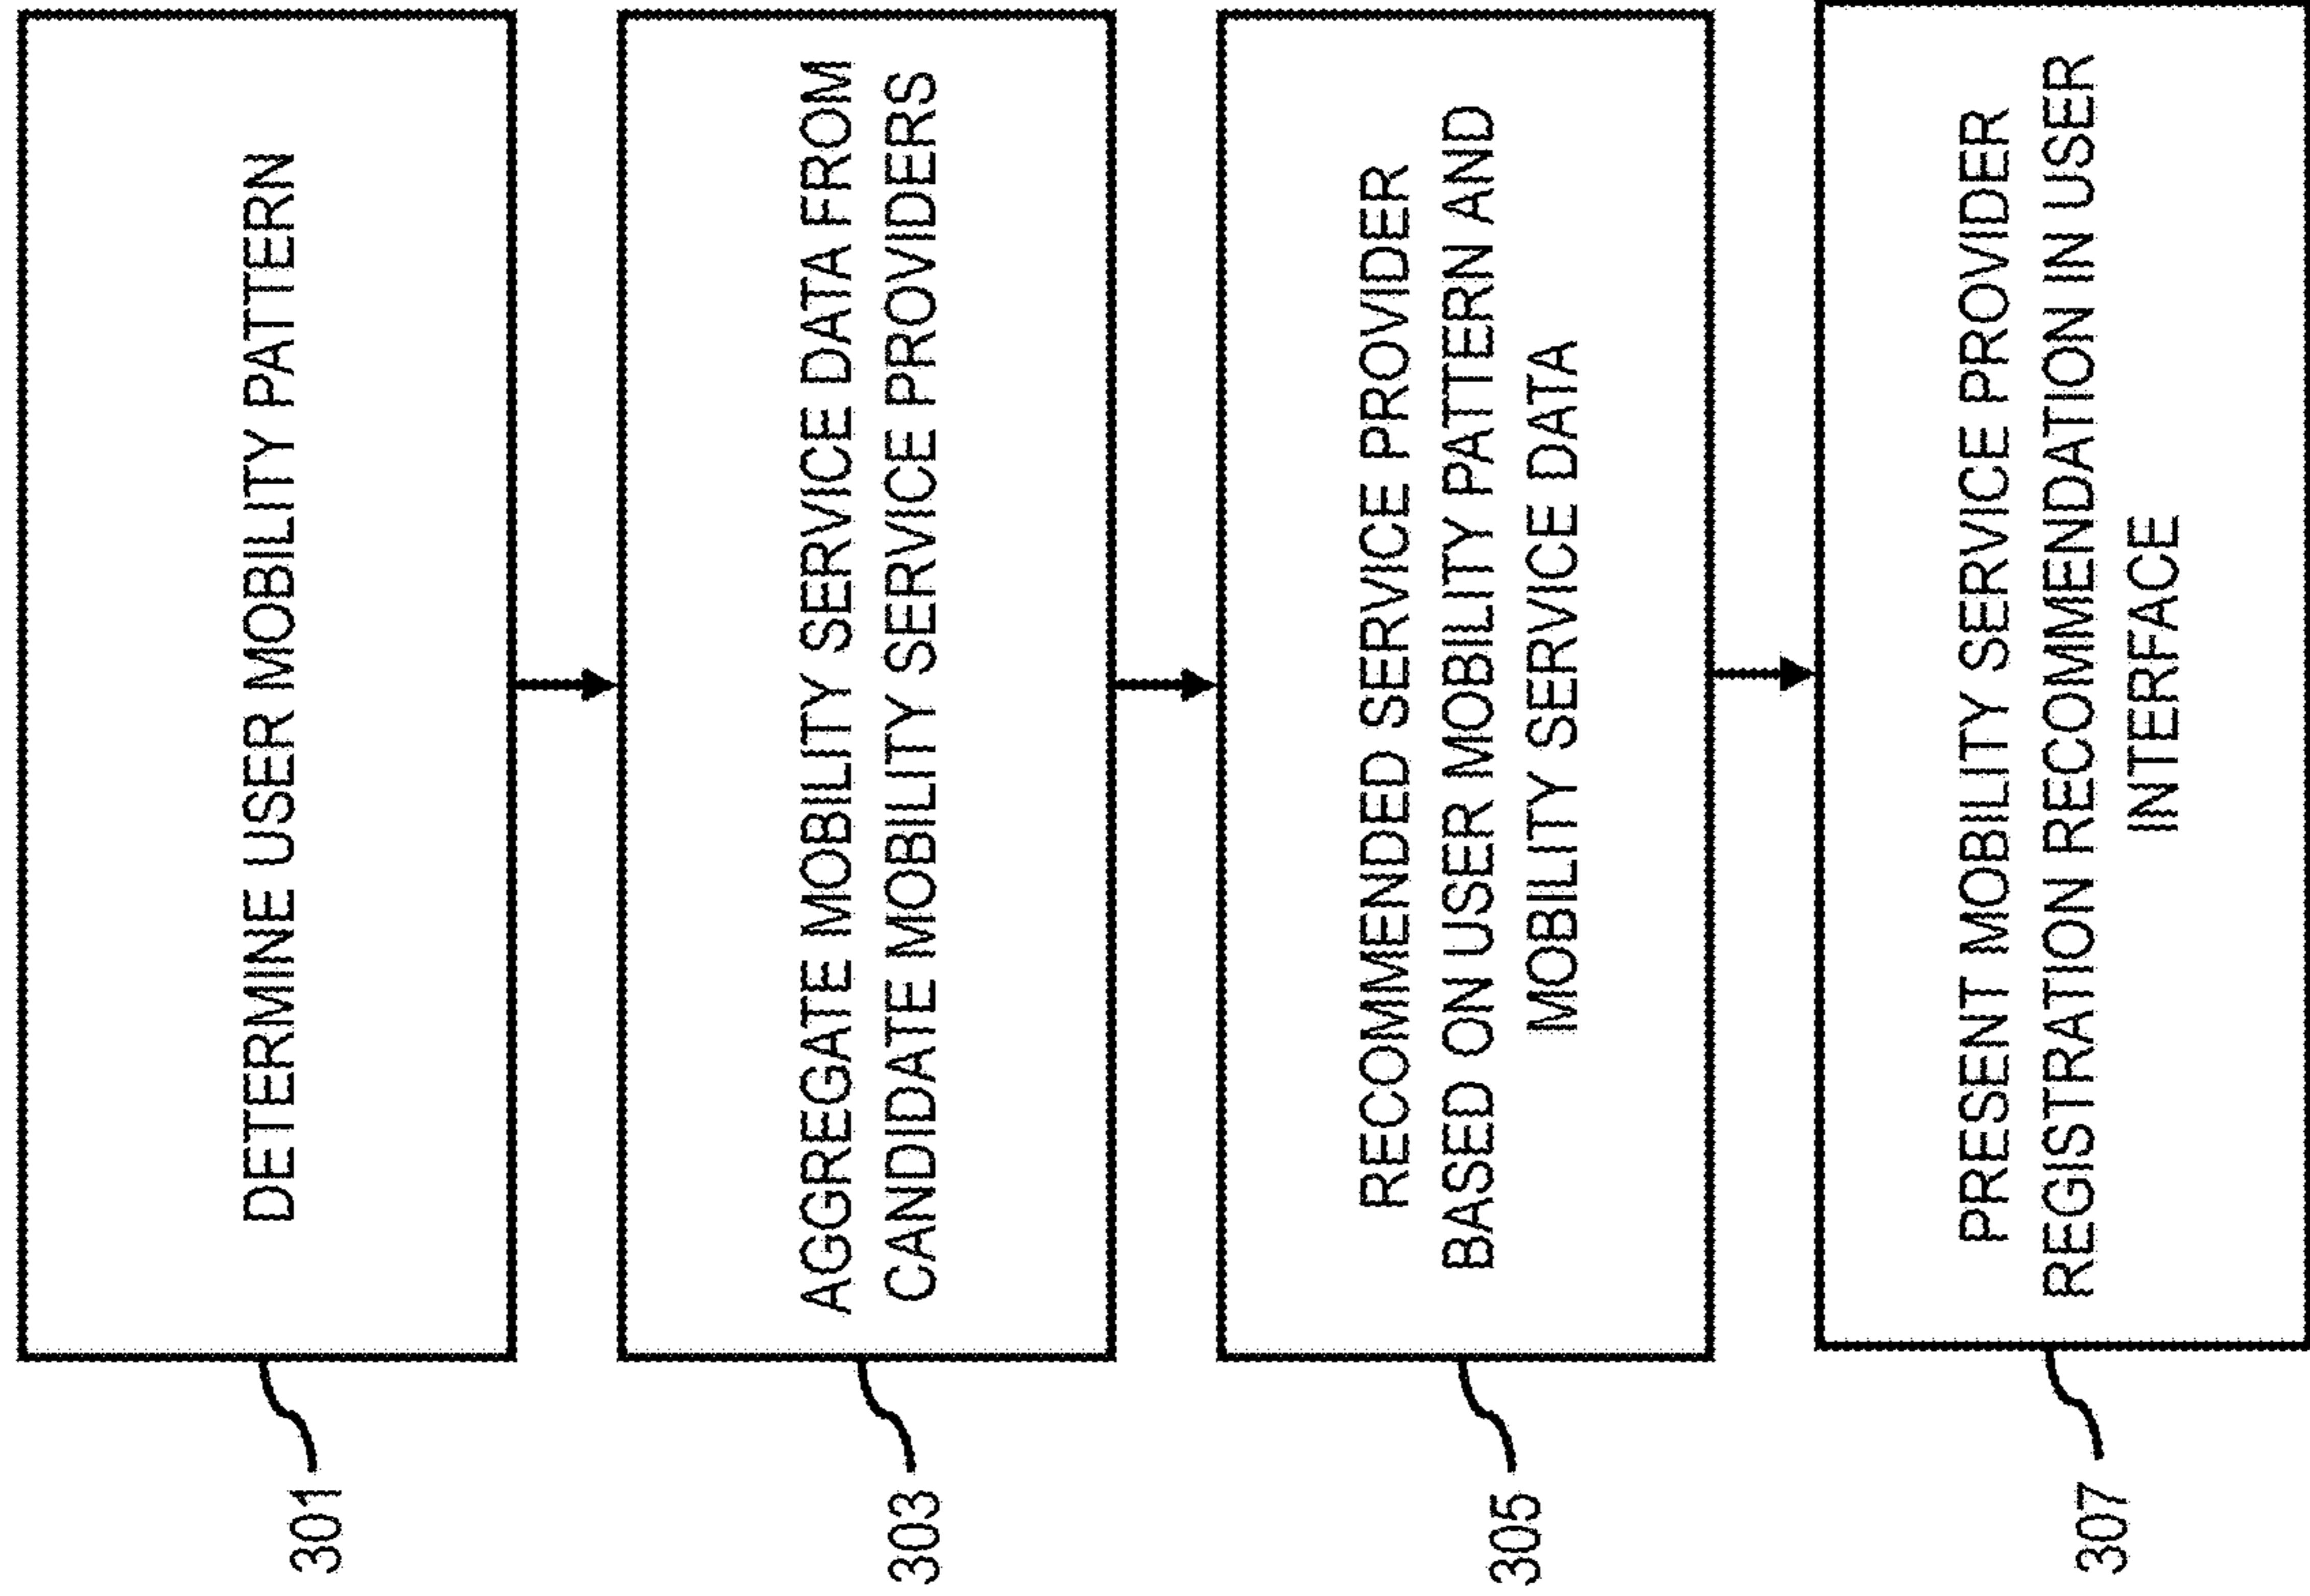 301
DETERMINE USER MOBILITY PATTERN
303
AGGREGATE MOBILITY SERVICE DATA FROM
CANDIDATE MOBILITY SERVICE PROVIDERS
305
RECOMMENDED SERVICE PROVIDER
BASED ON USER MOBILITY PATTERN AND
MOBILITY SERVICE DATA
307
PRESENT MOBILITY SERVICE PROVIDER
REGISTRATION RECOMMENDATION IN USER
INTERFACE